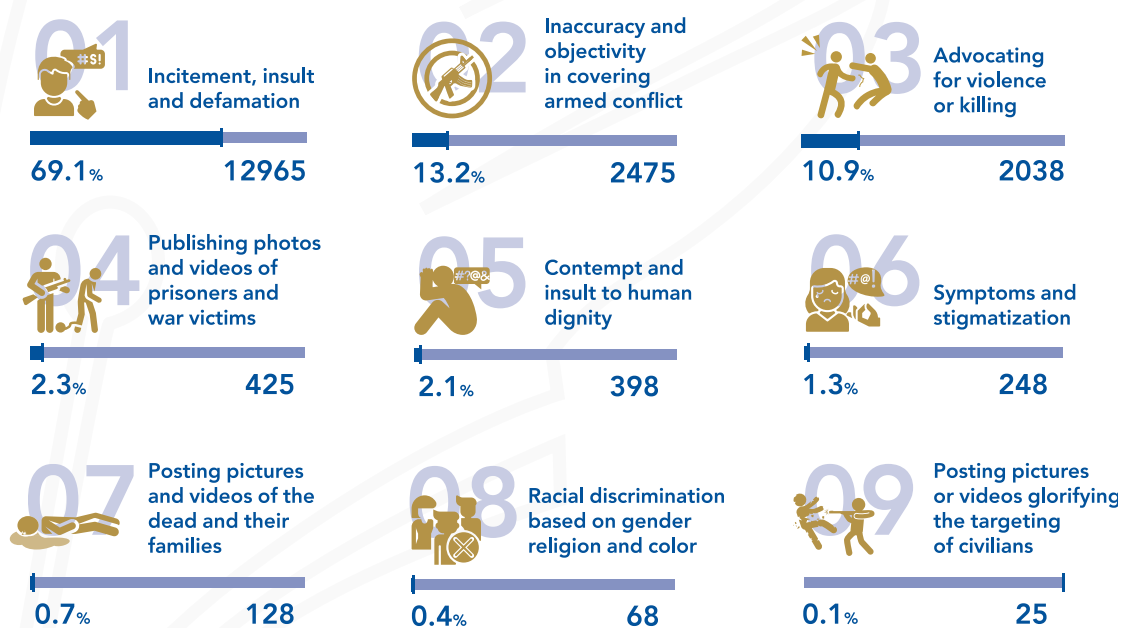 01
#$!
Incitement, insult
and defamation
69.1%
12965
02
Inaccuracy and
objectivity
in covering
armed conflict
13.2%
2475
03
Advocating
for violence
or killing
10.9%
2038
04
Publishing photos
and videos of
prisoners and
war victims
2.3%
425
05
#?@&
Contempt and
insult to human
dignity
2.1%
398
06
#@!
Symptoms and
stigmatization
1.3%
248
07
Posting pictures
and videos of the
dead and their
families
0.7%
128
08
Racial discrimination
based on gender
religion and color
0.4%
68
09
Posting pictures
or videos glorifying
the targeting
of civilians
0.1%
25